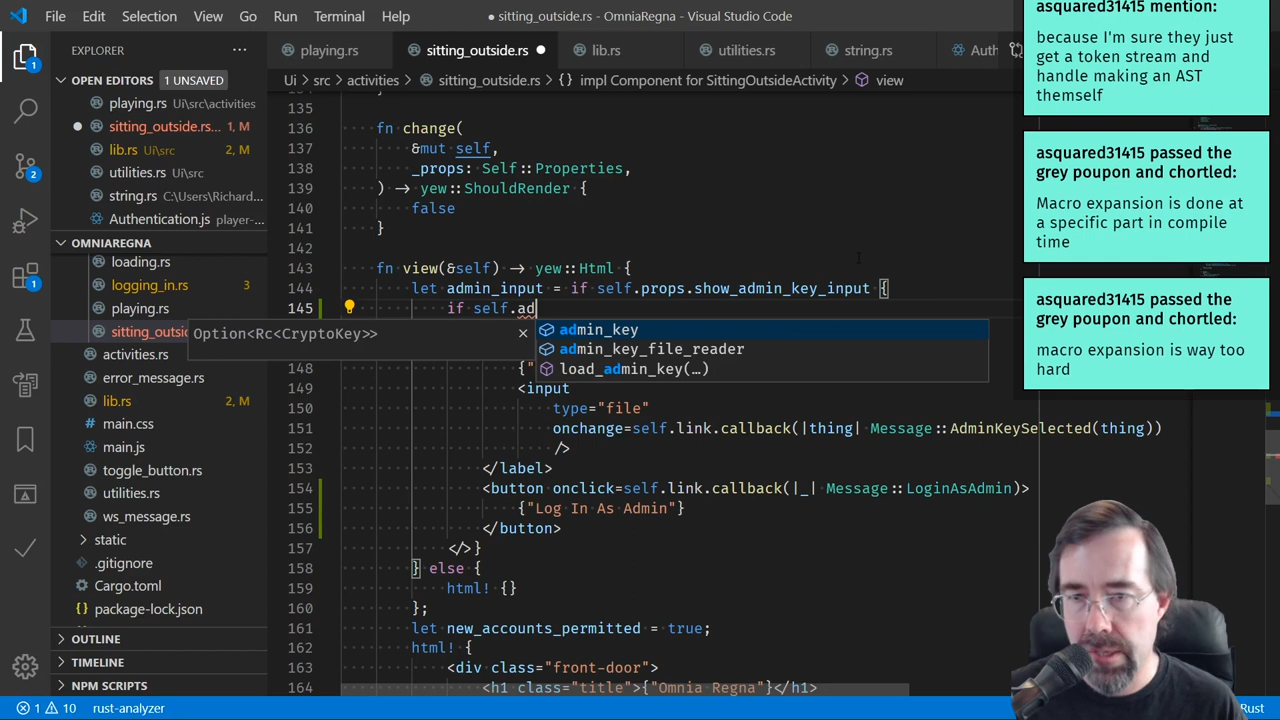 File Edit Selection View Go Run Terminal Help
● sitting_outside.rs - OmniaRegna - Visual Studio Code
EXPLORER
OPEN EDITORS 1 UNSAVED
playing.rs Ui\src\activities
sitting_outside.rs... 1, M
lib.rs Ui\src 2, M
utilities.rs Ui\src
string.rs C:\Users\Richard...
Authentication.js player-...
OMNIAREGNA
loading.rs
logging_in.rs 3
playing.rs
sitting_outside
activities.rs
error_message.rs
lib.rs 2, M
main.css
main.js
toggle_button.rs
utilities.rs
ws_message.rs
static
.gitignore
Cargo.toml
package-lock.json
OUTLINE
TIMELINE
NPM SCRIPTS
1
2
1
playing.rs sitting_outside.rs ● lib.rs utilities.rs string.rs Auth
Ui > src > activities > sitting_outside.rs > {} impl Component for SittingOutsideActivity > view
135
136 fn change(
137 &mut self,
138 _props: Self::Properties,
139 ) -> yew::ShouldRender {
140 false
141 }
142
143 fn view(&self) -> yew::Html {
144 let admin_input = if self.props.show_admin_key_input {
145 if self.ad
Option<Rc<CryptoKey>> ×
admin_key
admin_key_file_reader
load_admin_key(…)
148 {"
149 <input
150 type="file"
151 onchange=self.link.callback(|thing| Message::AdminKeySelected(thing))
152 />
153 </label>
154 <button onclick=self.link.callback(|_| Message::LoginAsAdmin)>
155 {"Log In As Admin"}
156 </button>
157 </>}
158 } else {
159 html! {}
160 };
161 let new_accounts_permitted = true;
162 html! {
163 <div class="front-door">
164 <h1 class="title">{"Omnia Regna"}</h1>
asquared31415 mention:
because I'm sure they just
get a token stream and
handle making an AST
themself
asquared31415 passed the
grey poupon and chortled:
Macro expansion is done at
a specific part in compile
time
asquared31415 passed the
grey poupon and chortled:
macro expansion is way too
hard
1 10 rust-analyzer
Rust